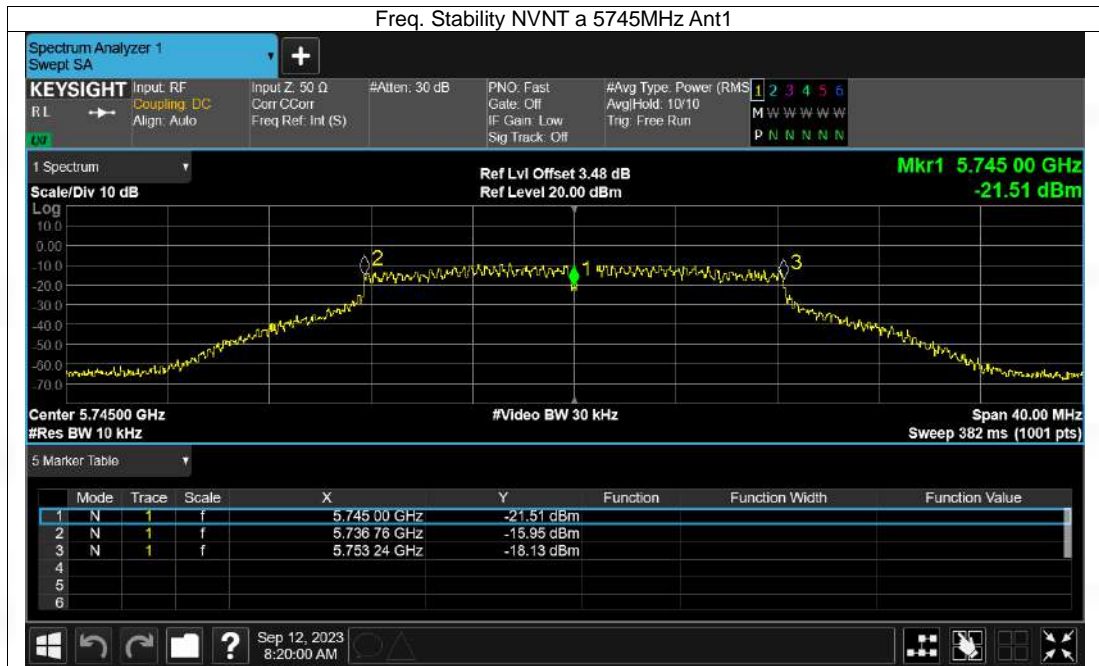 Freq. Stability NVNT a 5745MHz Ant1
Spectrum Analyzer 1
Swept SA
+
KEYSIGHT Input: RF Input Z: 50 Ω #Atten: 30 dB PNO: Fast #Avg Type: Power (RMS 1 2 3 4 5 6
RL Coupling: DC Corr CCorr Gate: Off Avg|Hold: 10/10 M W W W W W
Align: Auto Freq Ref: Int (S) IF Gain: Low Trig: Free Run
Sig Track: Off P N N N N N
LXI
1 Spectrum Ref Lvl Offset 3.48 dB Mkr1 5.745 00 GHz
Scale/Div 10 dB Ref Level 20.00 dBm -21.51 dBm
Log
10.0
0.00
-10.0
-20.0
-30.0
-40.0
-50.0
-60.0
-70.0
2
1
3
Center 5.74500 GHz #Video BW 30 kHz Span 40.00 MHz
#Res BW 10 kHz Sweep 382 ms (1001 pts)
5 Marker Table
Mode Trace Scale X Y Function Function Width Function Value
1 N 1 f 5.745 00 GHz -21.51 dBm
2 N 1 f 5.736 76 GHz -15.95 dBm
3 N 1 f 5.753 24 GHz -18.13 dBm
4
5
6
? Sep 12, 2023
8:20:00 AM